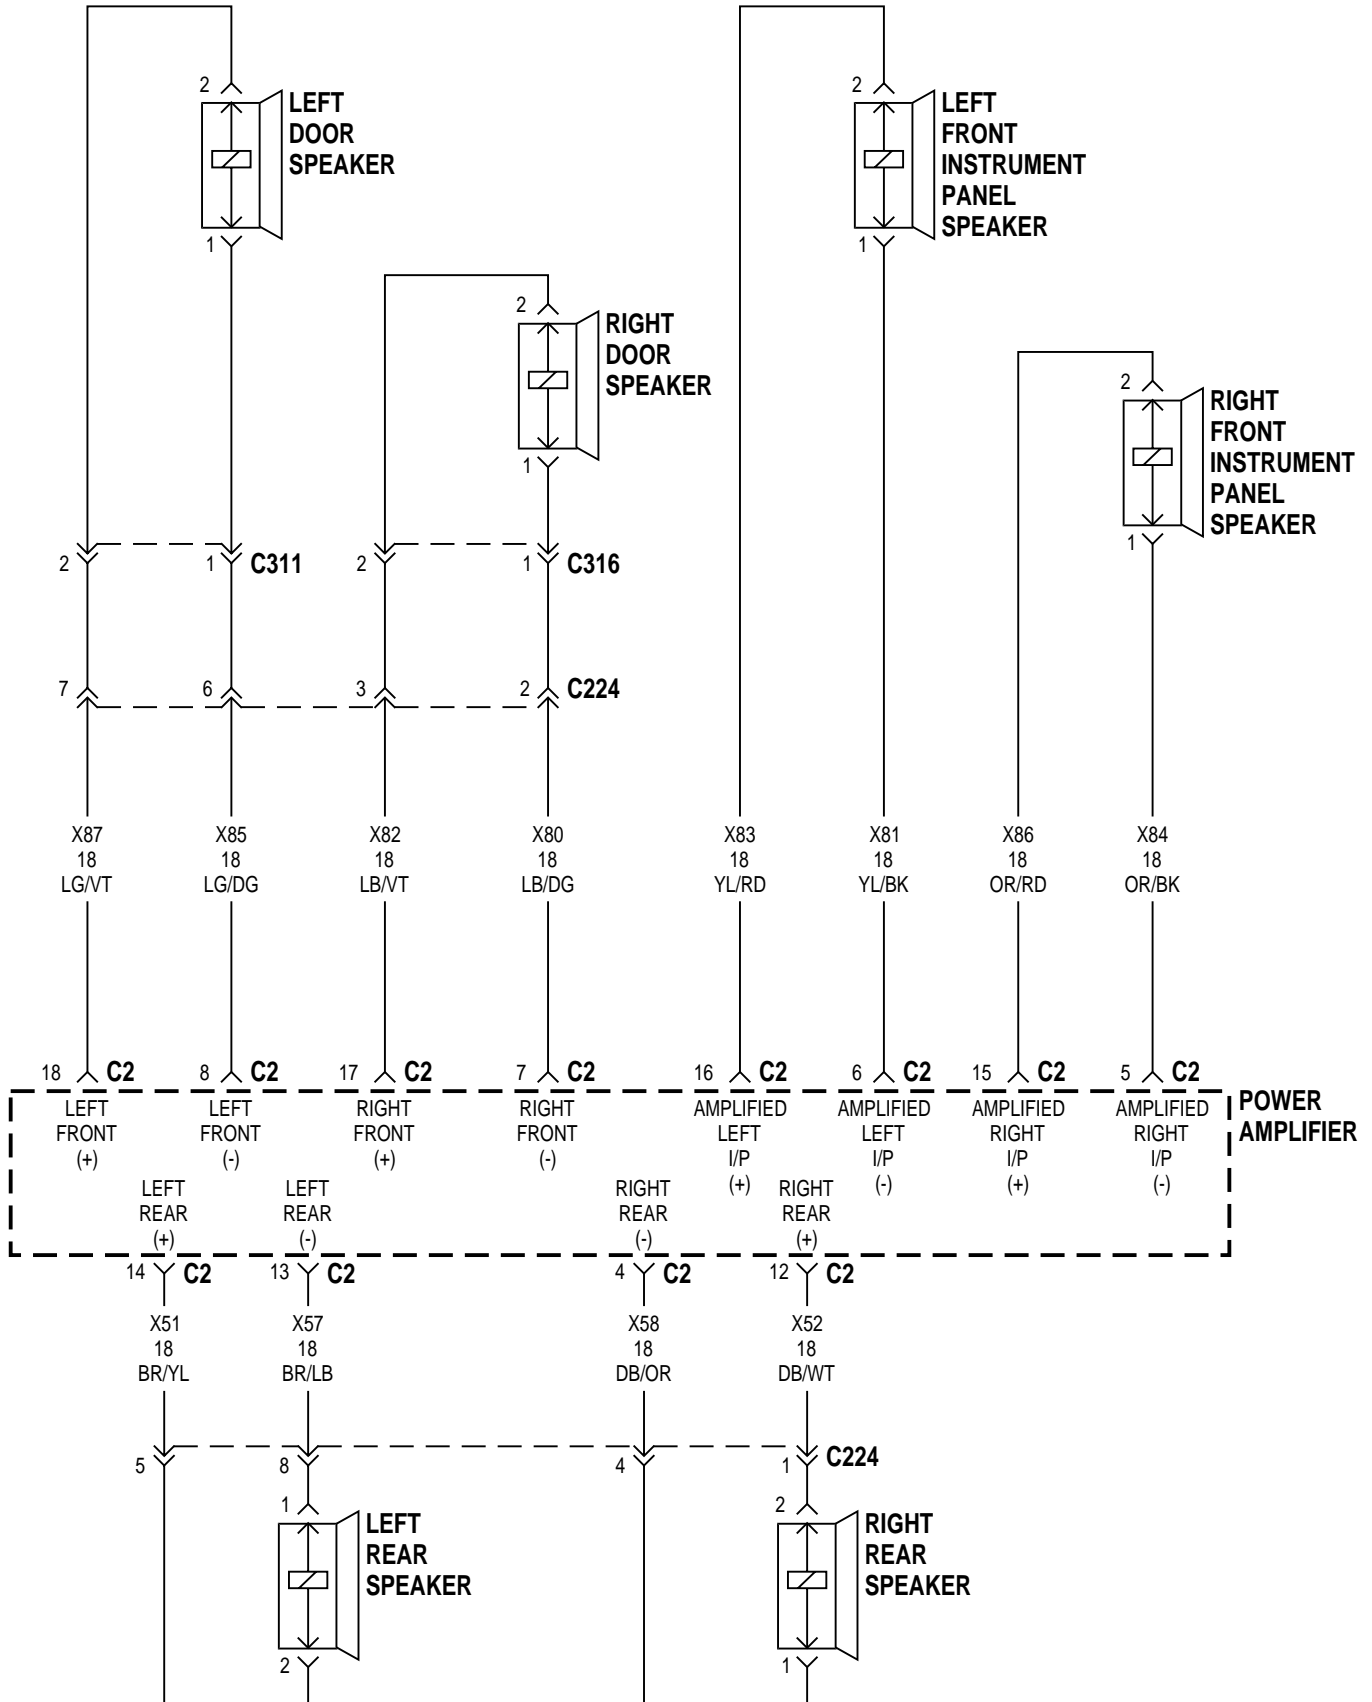 2
LEFT
DOOR
SPEAKER
1
2
LEFT
FRONT
INSTRUMENT
PANEL
SPEAKER
1
2
RIGHT
DOOR
SPEAKER
1
2
RIGHT
FRONT
INSTRUMENT
PANEL
SPEAKER
1
2 1 C311 2 1 C316
7 6 3 2 C224
X87 X85 X82 X80 X83 X81 X86 X84
18 18 18 18 18 18 18 18
LG/VT LG/DG LB/VT LB/DG YL/RD YL/BK OR/RD OR/BK
18 C2 8 C2 17 C2 7 C2 16 C2 6 C2 15 C2 5 C2
POWER
AMPLIFIER
LEFT LEFT RIGHT RIGHT AMPLIFIED AMPLIFIED AMPLIFIED AMPLIFIED
FRONT FRONT FRONT FRONT LEFT LEFT RIGHT RIGHT
(+) (-) (+) (-) I/P I/P I/P I/P
(+) (-) (+) (-)
LEFT LEFT RIGHT RIGHT
REAR REAR REAR REAR
(+) (-) (-) (+)
14 C2 13 C2 4 C2 12 C2
X51 X57 X58 X52
18 18 18 18
BR/YL BR/LB DB/OR DB/WT
5 8 4 1 C224
1
LEFT
REAR
SPEAKER
2
2
RIGHT
REAR
SPEAKER
1